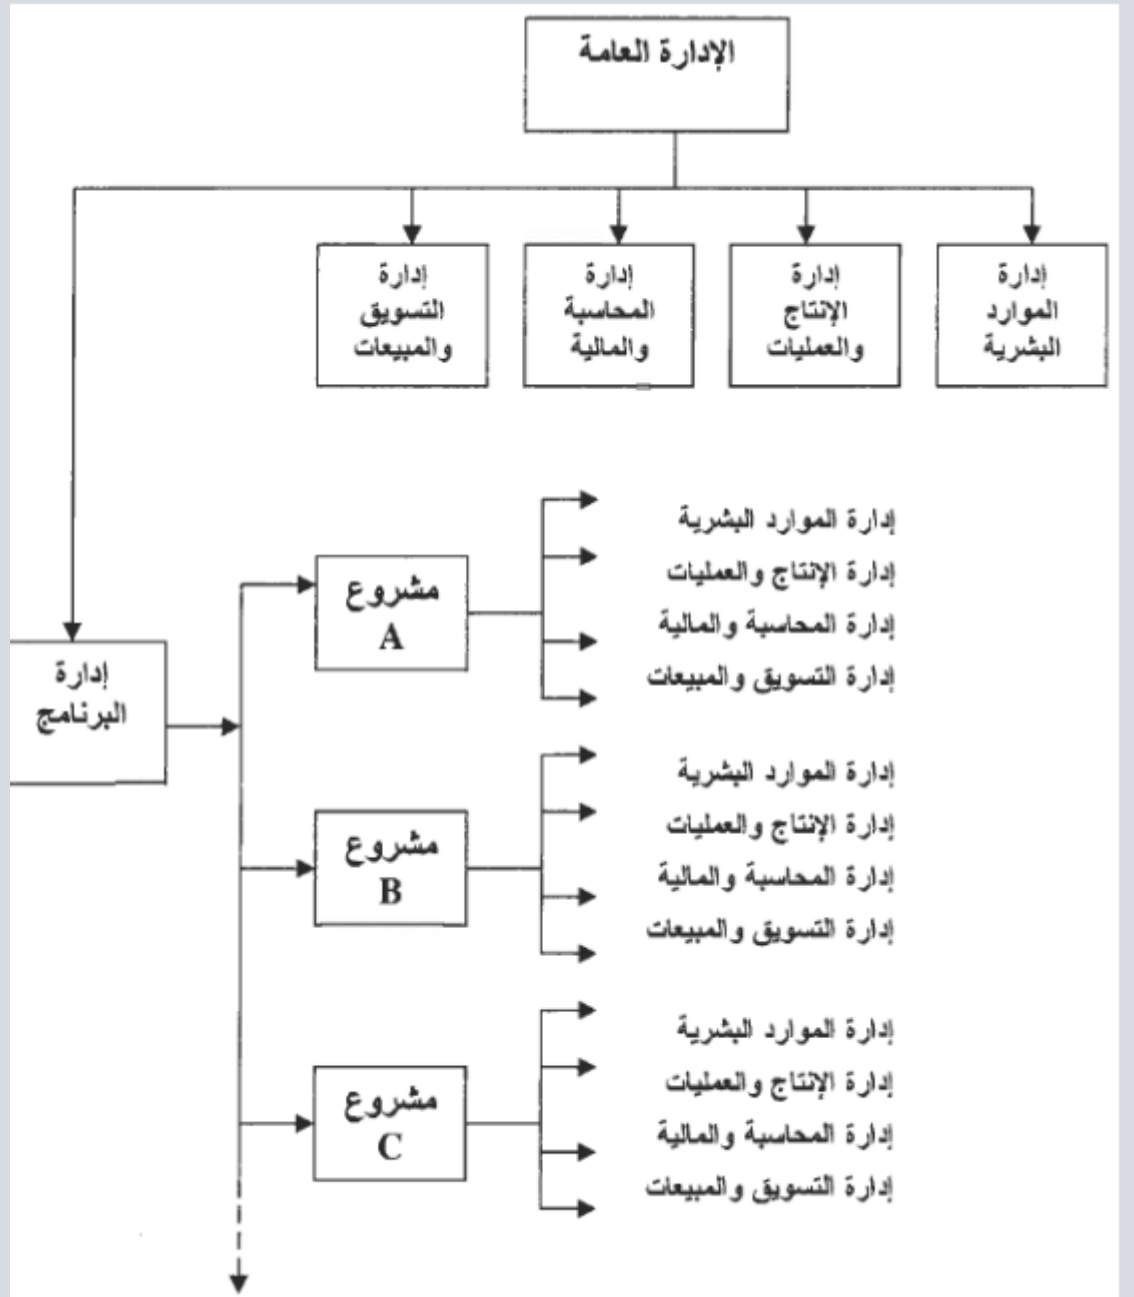 الإدارة العامة
إدارة
الموارد
البشرية
إدارة
الإنتاج
والعمليات
إدارة
المحاسبة
والمالية
إدارة
التسويق
والمبيعات
إدارة
البرنامج
مشروع
A
إدارة الموارد البشرية
إدارة الإنتاج والعمليات
إدارة المحاسبة والمالية
إدارة التسويق والمبيعات
مشروع
B
إدارة الموارد البشرية
إدارة الإنتاج والعمليات
إدارة المحاسبة والمالية
إدارة التسويق والمبيعات
مشروع
C
إدارة الموارد البشرية
إدارة الإنتاج والعمليات
إدارة المحاسبة والمالية
إدارة التسويق والمبيعات